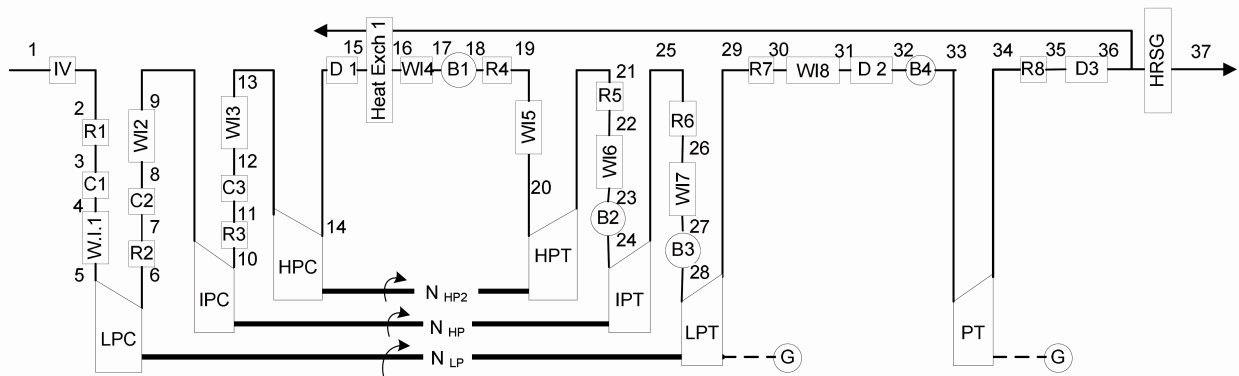 1
IV
2
R1
3
C1
4
W.I.1
5
LPC
9
WI2
8
C2
7
R2
6
IPC
13
WI3
12
C3
11
R3
10
HPC
14
D 1
15
Heat Exch 1
16
WI4
17
B1
18
R4
19
WI5
20
HPT
21
R5
22
WI6
23
B2
24
IPT
25
R6
26
WI7
27
B3
28
LPT
29
R7
30
WI8
31
D 2
32
B4
33
PT
34
R8
35
D3
36
HRSG
37
N HP2
N HP
N LP
G
G